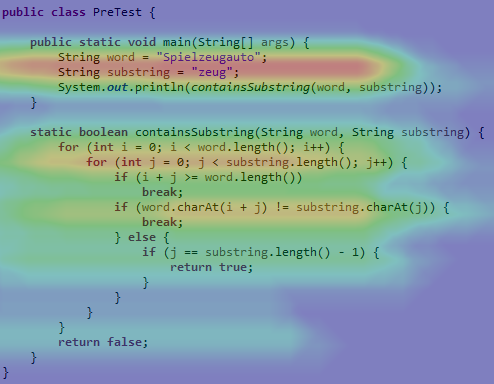 public class PreTest {
public static void main(String[] args) {
String word = "Spielzeugauto";
String substring = "zeug";
System.out.println(containsSubstring(word, substring));
}
static boolean containsSubstring(String word, String substring) {
for (int i = 0; i < word.length(); i++) {
for (int j = 0; j < substring.length(); j++) {
if (i + j >= word.length())
break;
if (word.charAt(i + j) != substring.charAt(j)) {
break;
} else {
if (j == substring.length() - 1) {
return true;
}
}
}
}
return false;
}
}